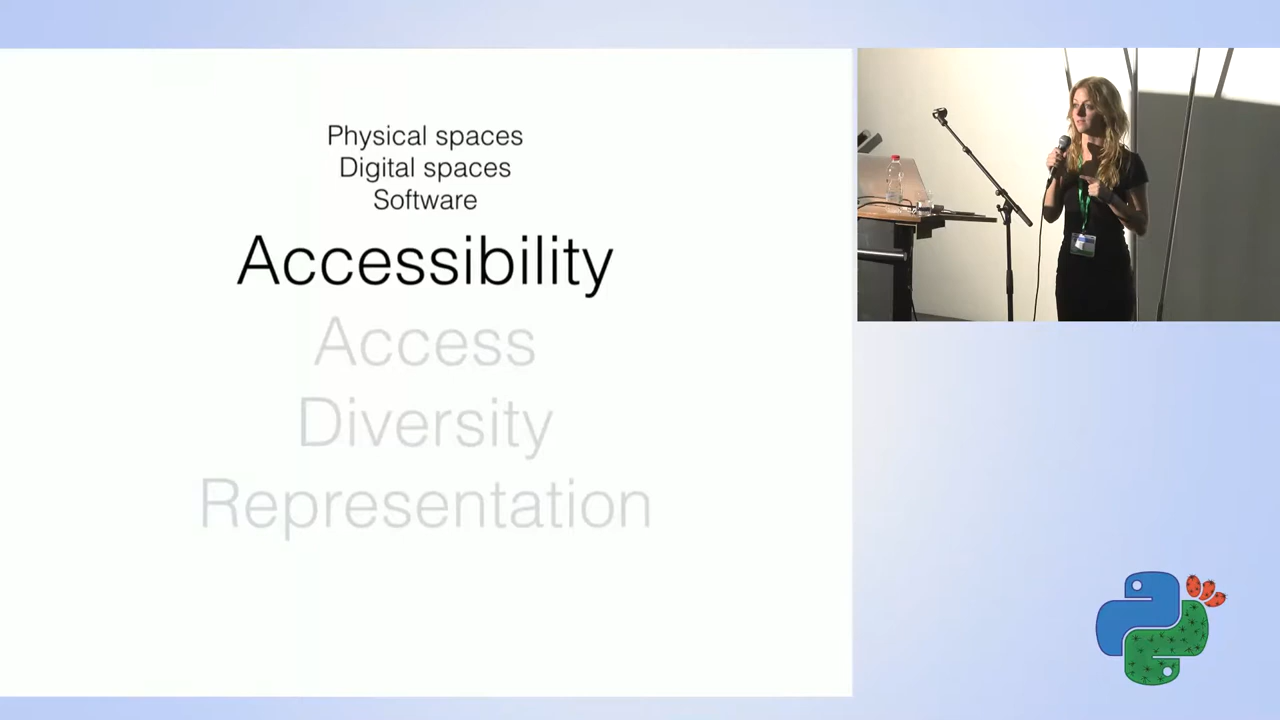 Physical spaces
Digital spaces
Software
Accessibility
Access
Diversity
Representation